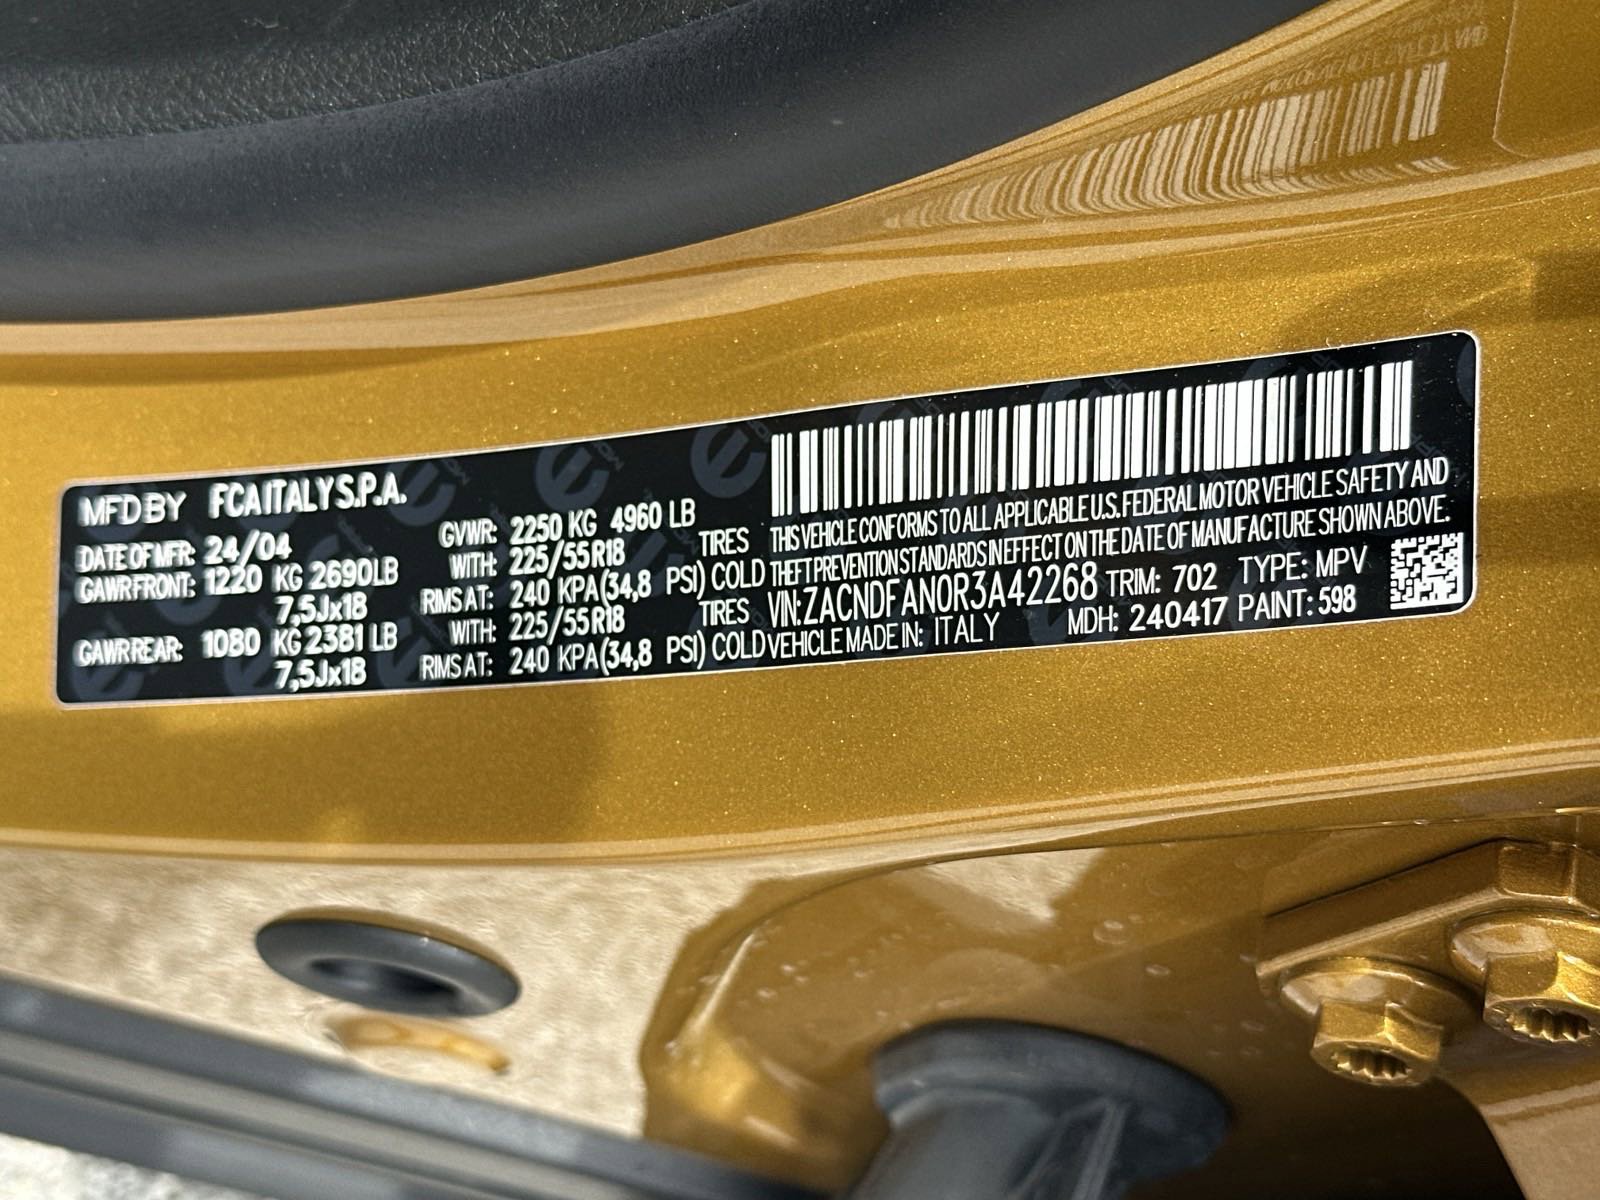 MFD BY FCA ITALY S.P.A.
DATE OF MFR: 24/04
GAWR FRONT: 1220 KG 2690LB
7,5Jx18
GAWR REAR: 1080 KG 2381 LB
7,5Jx18
GVWR: 2250 KG 4960 LB
WITH: 225/55R18 TIRES
RIMS AT: 240 KPA(34,8 PSI) COLD
WITH: 225/55R18 TIRES
RIMS AT: 240 KPA(34,8 PSI) COLD
THIS VEHICLE CONFORMS TO ALL APPLICABLE U.S. FEDERAL MOTOR VEHICLE SAFETY AND
THEFT PREVENTION STANDARDS IN EFFECT ON THE DATE OF MANUFACTURE SHOWN ABOVE.
VIN:ZACNDFAN0R3A42268 TRIM: 702 TYPE: MPV
VEHICLE MADE IN: ITALY MDH: 240417 PAINT: 598